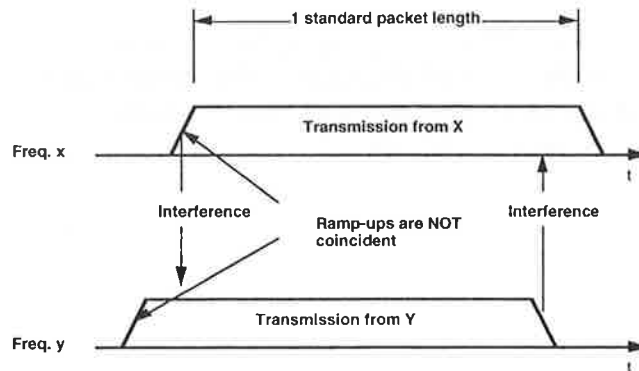 1 standard packet length
Transmission from X
Freq. x
t
Interference
Ramp-ups are NOT
coincident
Interference
Transmission from Y
Freq. y
t